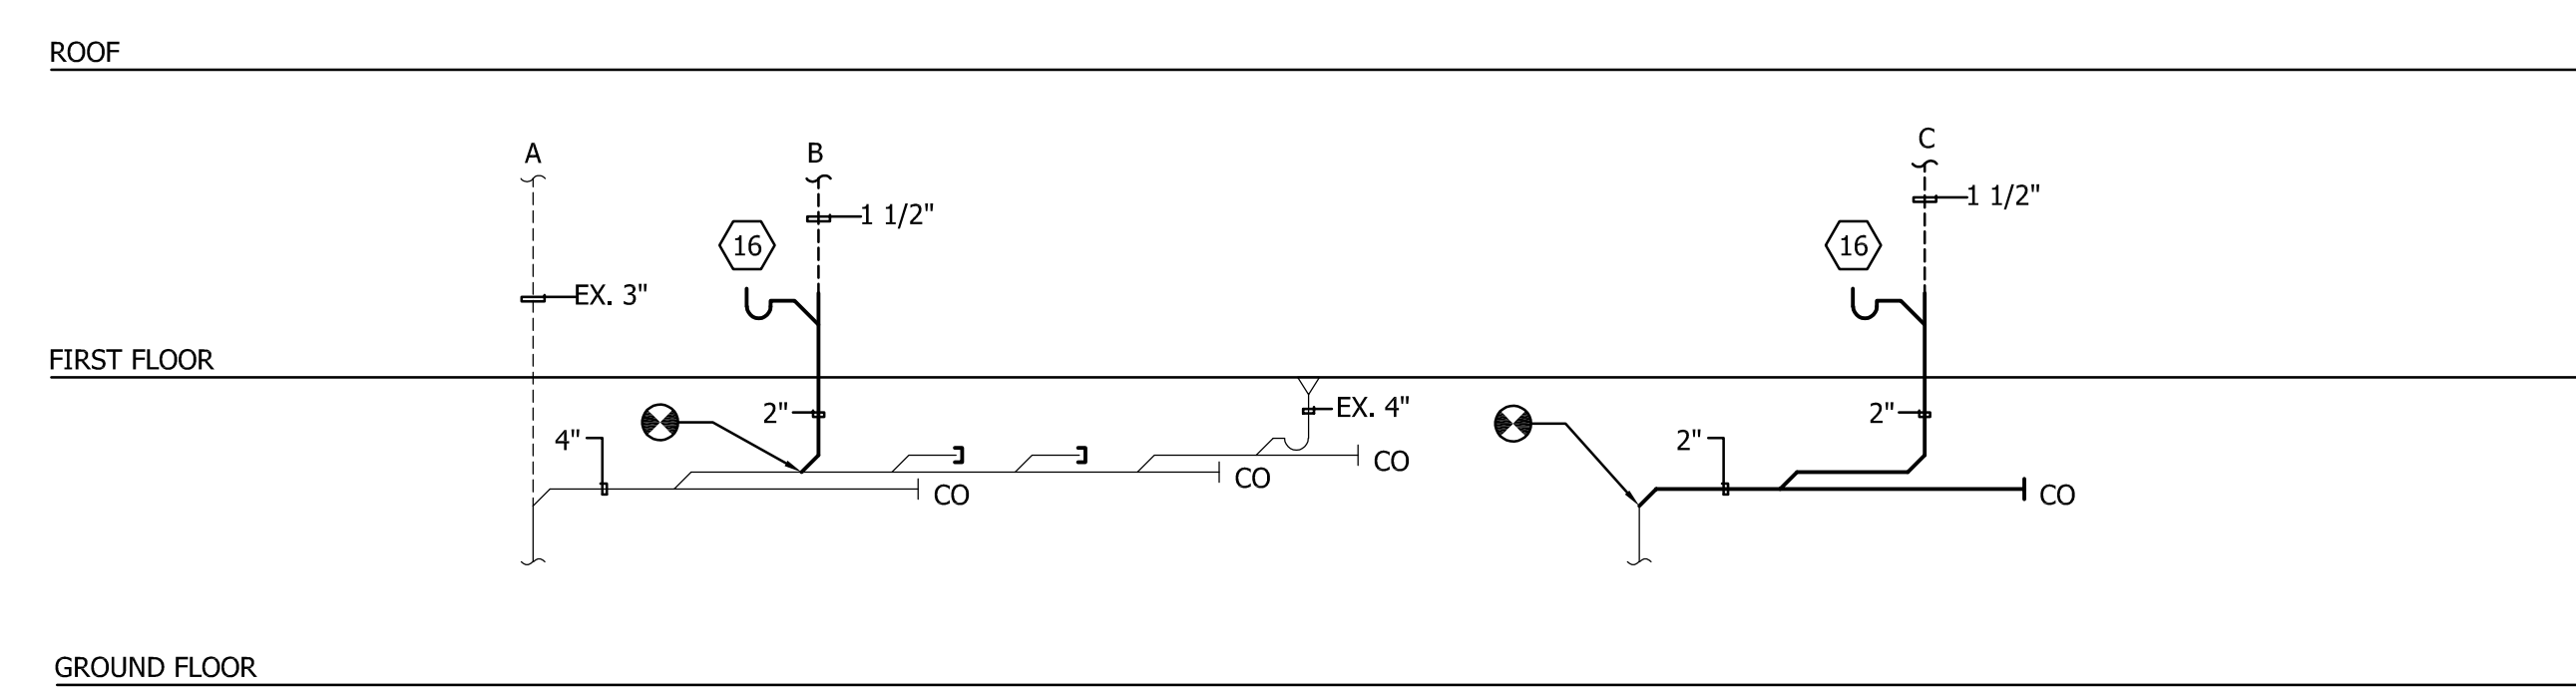 ROOF
A
B
C
1 1/2"
1 1/2"
16
16
EX. 3"
FIRST FLOOR
2"
EX. 4"
2"
4"
2"
CO
CO
CO
CO
GROUND FLOOR